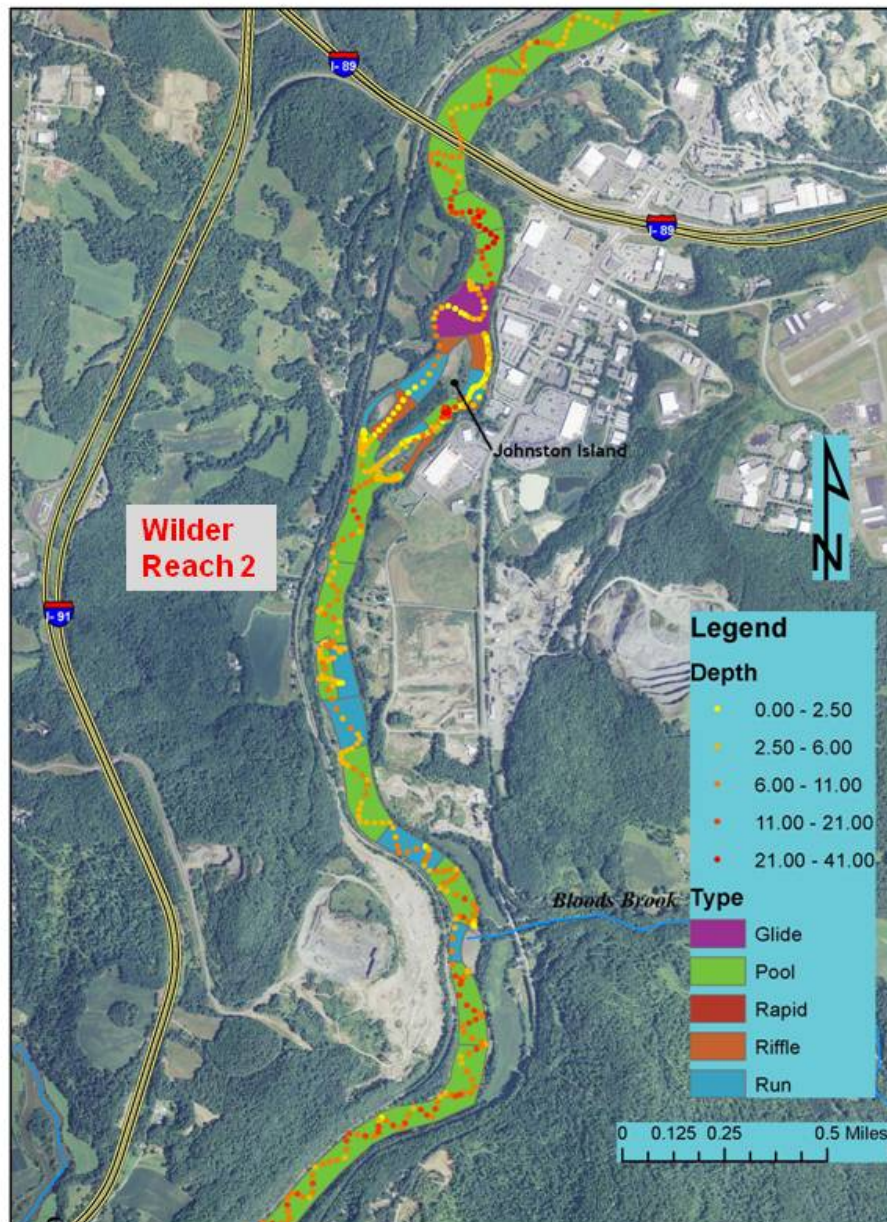 I- 89
I- 89
Johnston Island
Wilder
Reach 2
N
I- 91
Legend
Depth
0.00 - 2.50
2.50 - 6.00
6.00 - 11.00
11.00 - 21.00
21.00 - 41.00
Bloods Brook
Type
Glide
Pool
Rapid
Riffle
Run
0 0.125 0.25 0.5 Miles